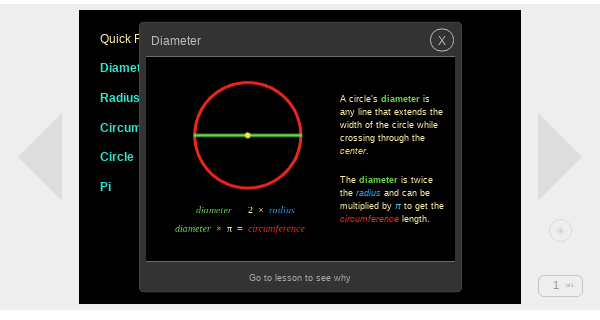 Quick F
Diameter
X
Diamet
Radius
Circum
Circle
Pi
A circle's diameter is
any line that extends the
width of the circle while
crossing through the
center.
The diameter is twice
the radius and can be
multiplied by π to get the
circumference length.
diameter 2 × radius
diameter × π = circumference
Go to lesson to see why
1 of 1